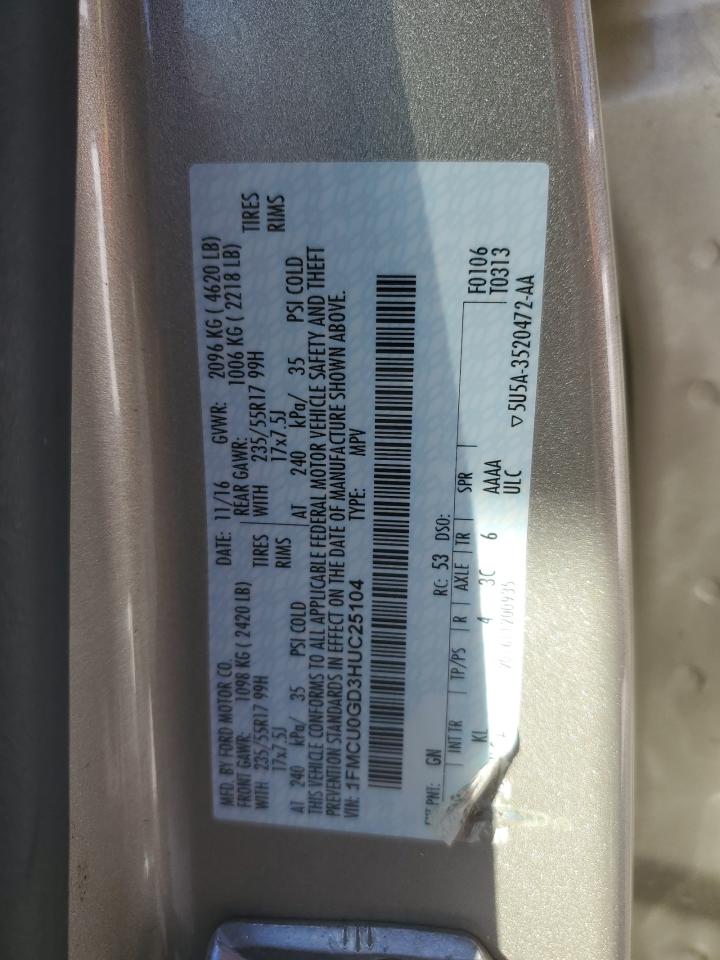 MFD. BY FORD MOTOR CO.
DATE: 11/16 GVWR: 2096 KG ( 4620 LB)
FRONT GAWR: 1098 KG ( 2420 LB) REAR GAWR: 1006 KG ( 2218 LB)
WITH 235/55R17 99H TIRES WITH 235/55R17 99H TIRES
17x7.5J RIMS 17x7.5J RIMS
AT 240 kPa/ 35 PSI COLD AT 240 kPa/ 35 PSI COLD
THIS VEHICLE CONFORMS TO ALL APPLICABLE FEDERAL MOTOR VEHICLE SAFETY AND THEFT
PREVENTION STANDARDS IN EFFECT ON THE DATE OF MANUFACTURE SHOWN ABOVE.
VIN: 1FMCU0GD3HUC25104 TYPE: MPV
PNT: GN RC: 53 DSO: F0106
T0313
INT TR TP/PS R AXLE TR SPR
KL 4 3C 6 AAAA
ULC
▽5U5A-3520472-AA